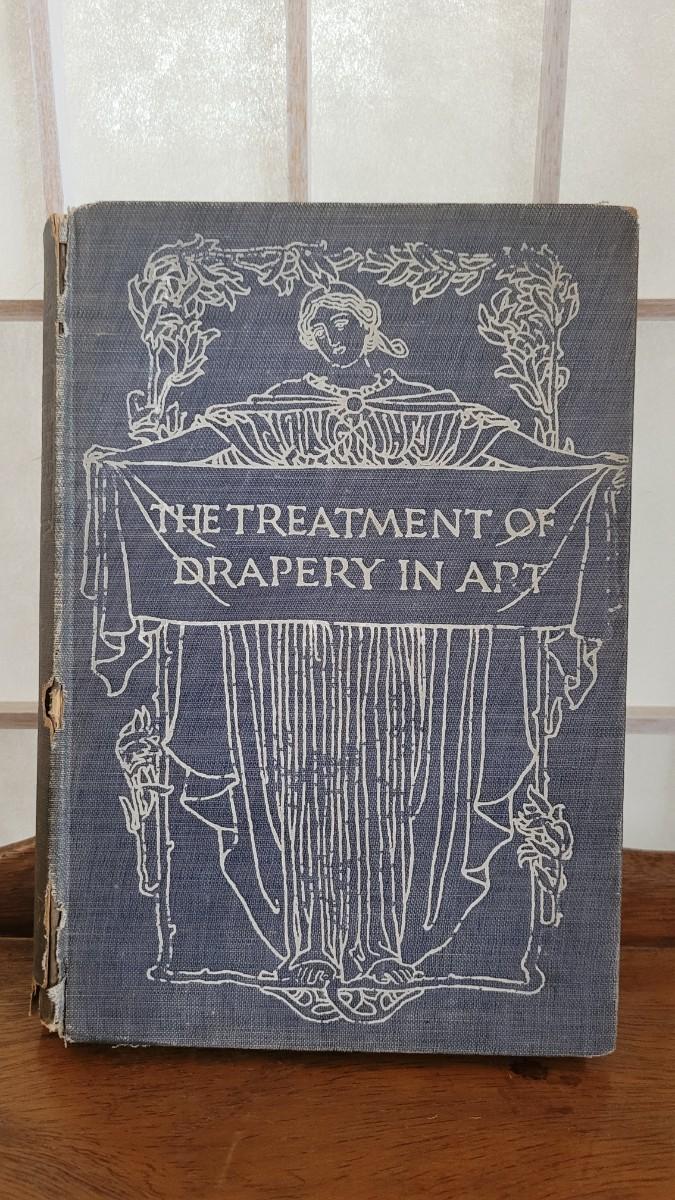 THE TREATMENT OF
DRAPERY IN ART